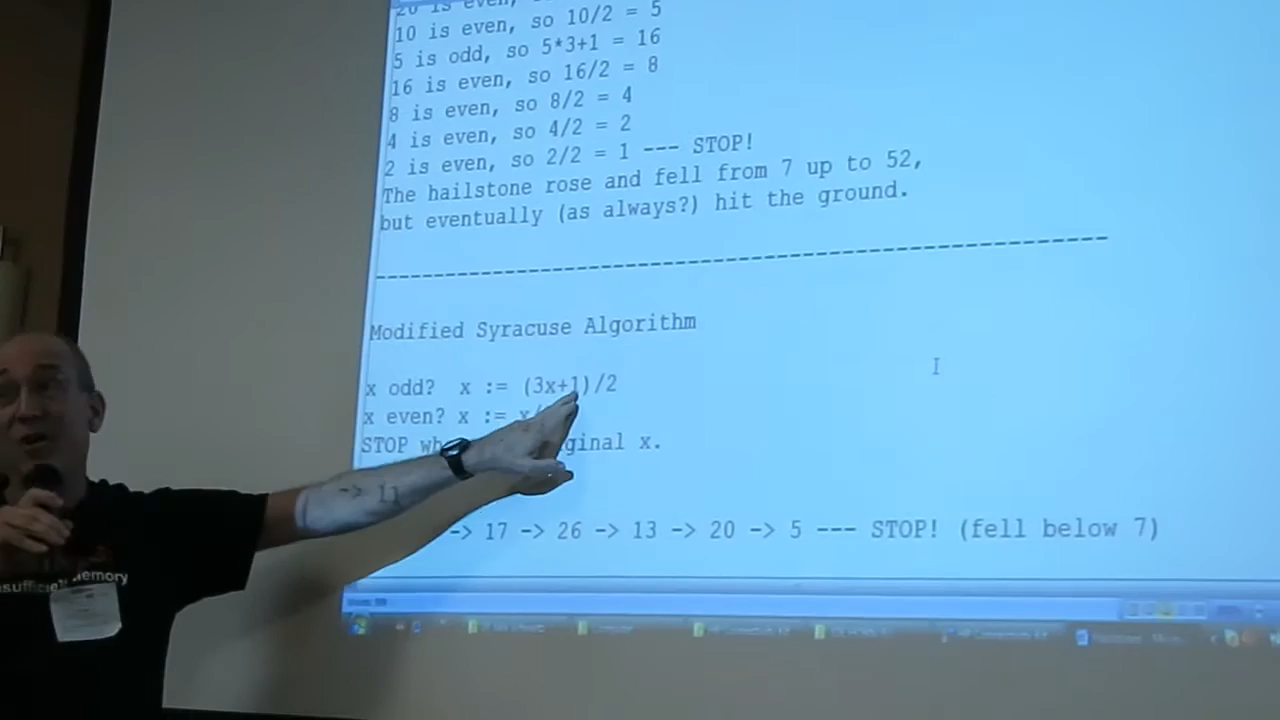 20 is even,
10 is even, so 10/2 = 5
5 is odd, so 5*3+1 = 16
16 is even, so 16/2 = 8
8 is even, so 8/2 = 4
4 is even, so 4/2 = 2
2 is even, so 2/2 = 1 --- STOP!
The hailstone rose and fell from 7 up to 52,
but eventually (as always?) hit the ground.
Modified Syracuse Algorithm
x odd? x := (3x+1)/2
x even? x := x/
STOP wh ginal x.
-> 11
-> 17 -> 26 -> 13 -> 20 -> 5 --- STOP! (fell below 7)
memory